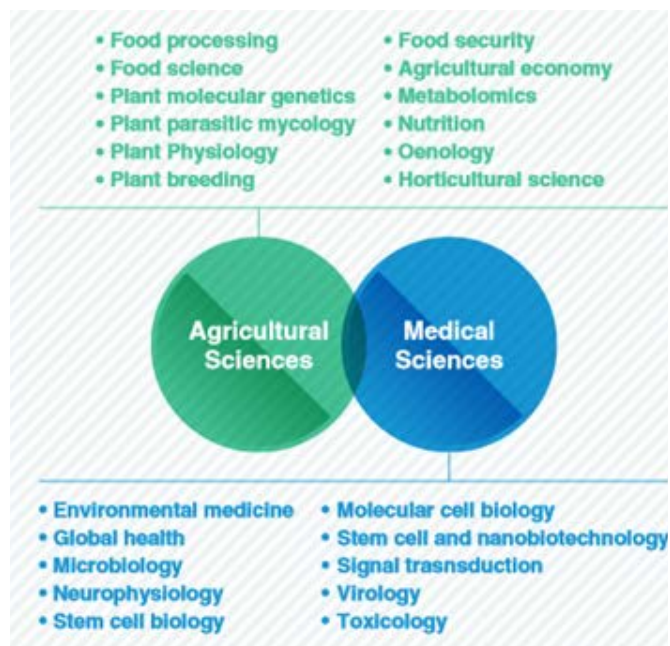 • Food processing
• Food science
• Plant molecular genetics
• Plant parasitic mycology
• Plant Physiology
• Plant breeding
• Food security
• Agricultural economy
• Metabolomics
• Nutrition
• Oenology
• Horticultural science
Agricultural
Sciences
Medical
Sciences
• Environmental medicine
• Global health
• Microbiology
• Neurophysiology
• Stem cell biology
• Molecular cell biology
• Stem cell and nanobiotechnology
• Signal trasnsduction
• Virology
• Toxicology